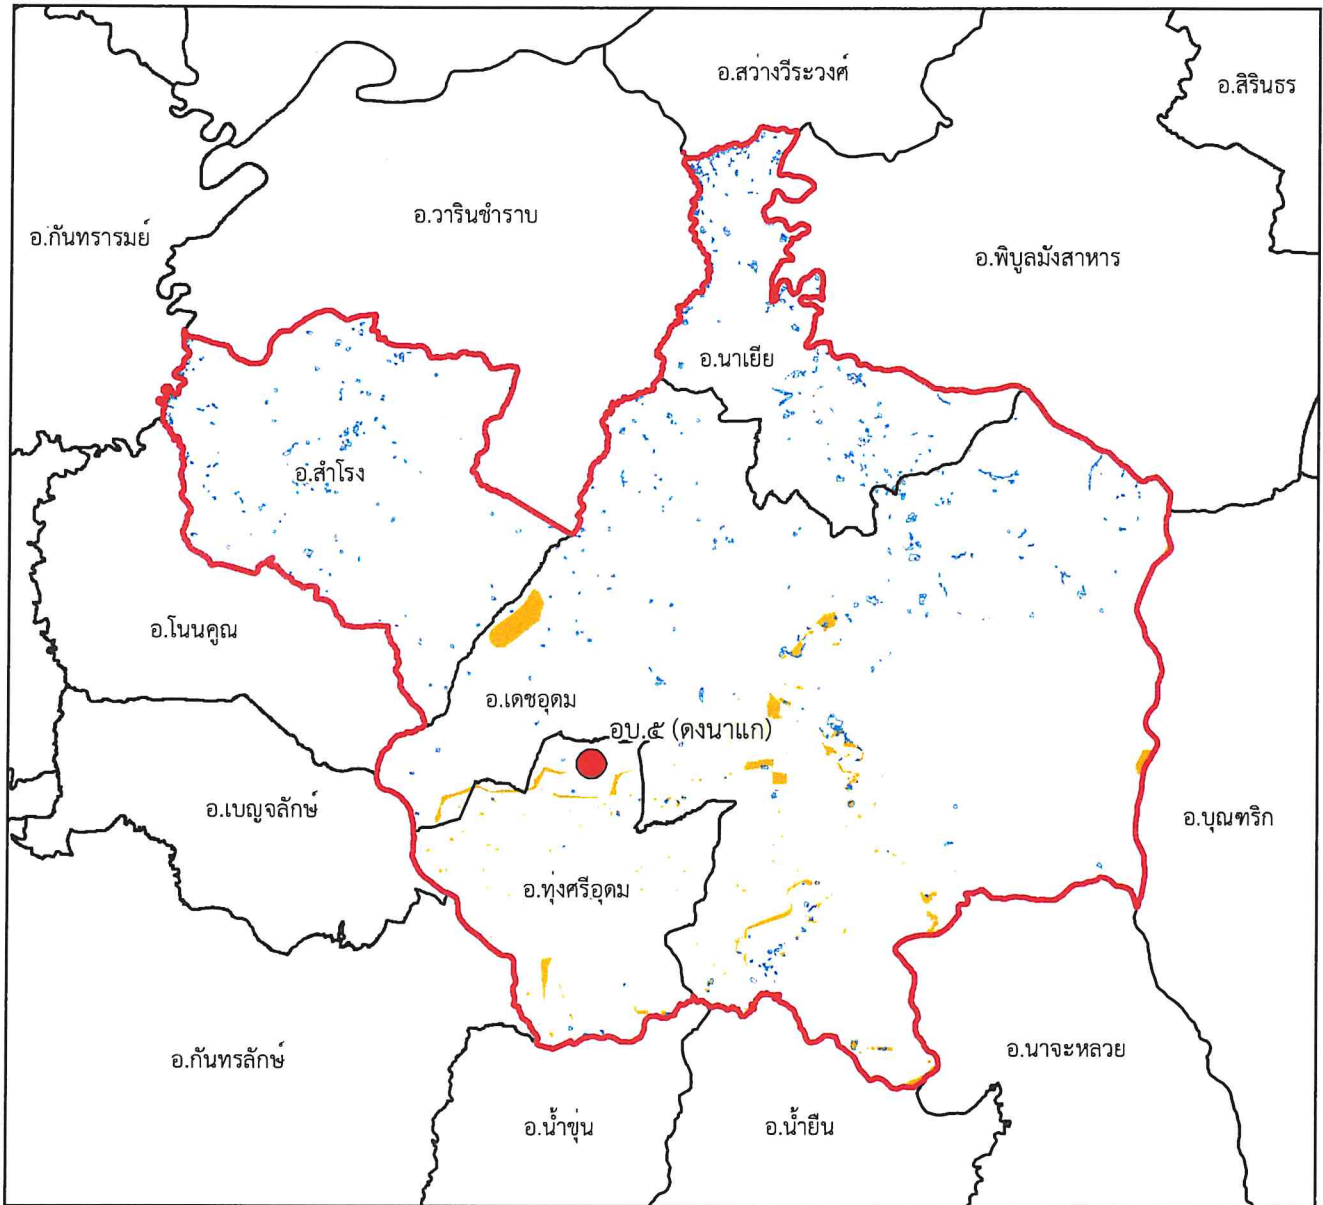 อ.สว่างวีระวงศ์
อ.สิรินธร
อ.วารินชำราบ
อ.กันทรารมย์
อ.พิบูลมังสาหาร
อ.นาเยีย
อ.สำโรง
อ.โนนคูณ
อ.เดชอุดม
อบ.๕ (ดงนาแก)
อ.เบญจลักษ์
อ.บุณฑริก
อ.ทุ่งศรีอุดม
อ.กันทรลักษ์
อ.นาจะหลวย
อ.น้ำขุ่น
อ.น้ำยืน